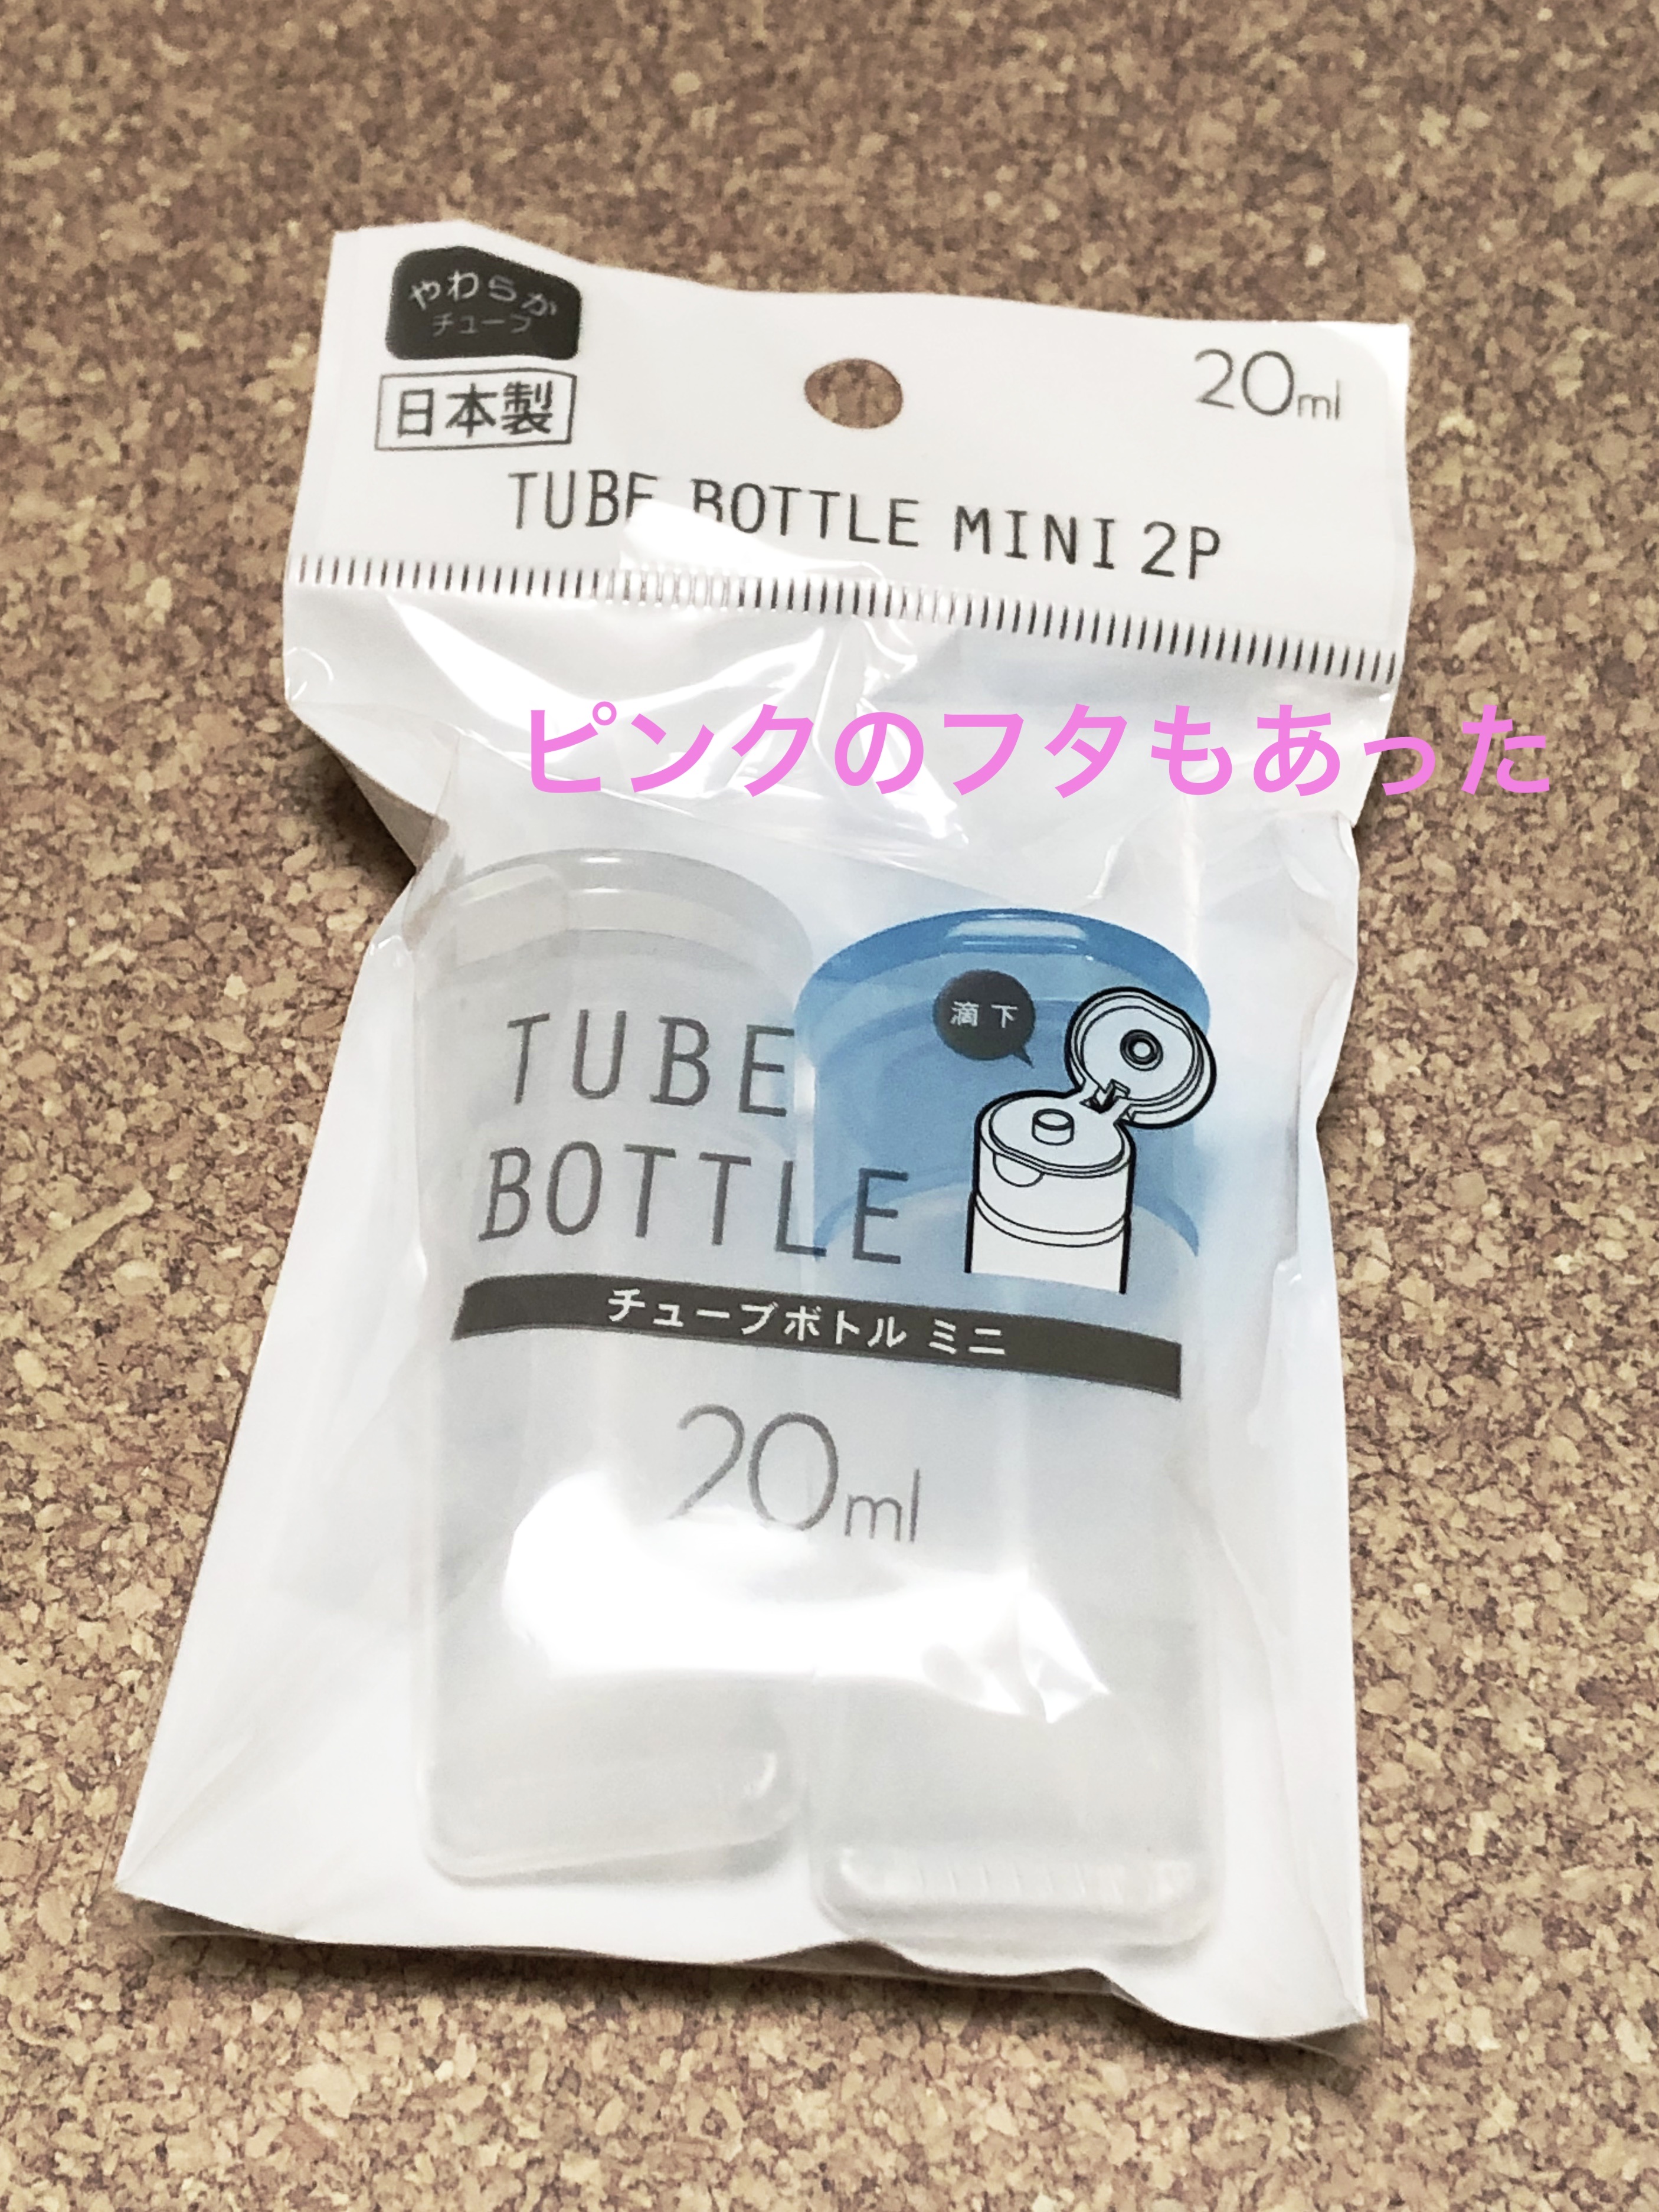 やわらか
チューブ
日本製
20ml
TUBE BOTTLE MINI 2P
ピンクのフタもあった
滴下
TUBE
BOTTLE
チューブボトル ミニ
20ml